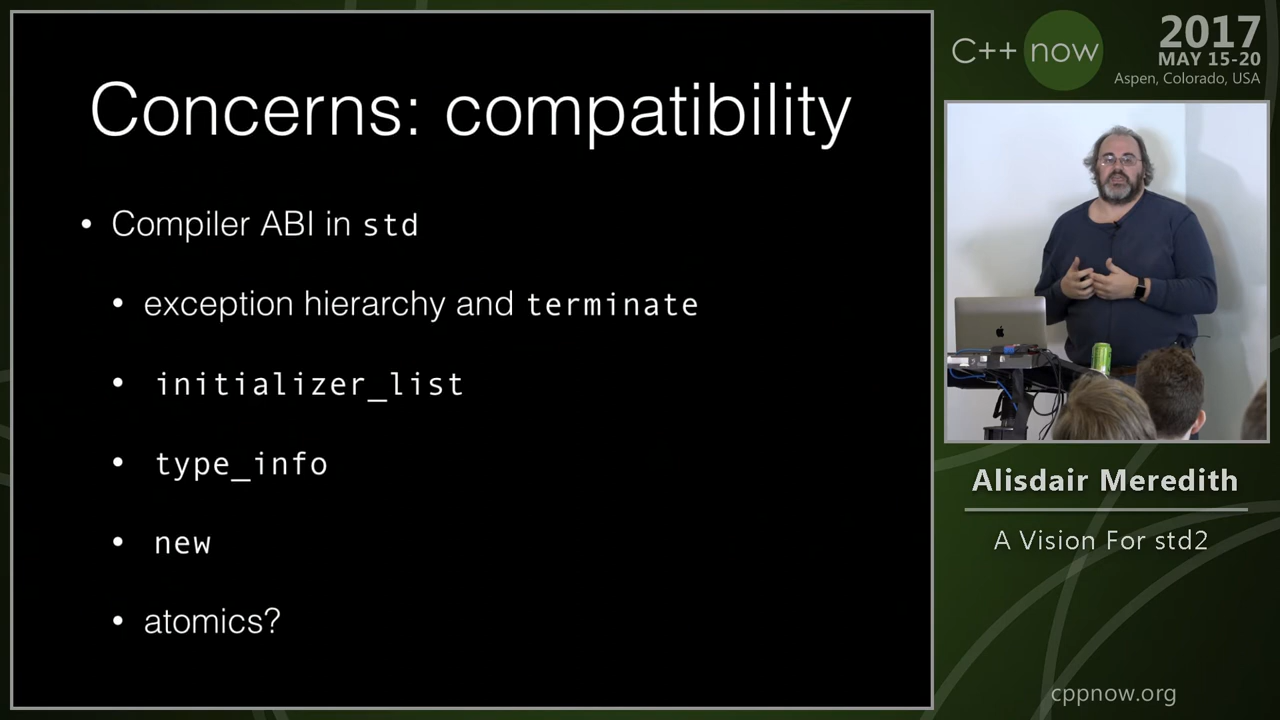 Concerns: compatibility
• Compiler ABI in std
• exception hierarchy and terminate
• initializer_list
• type_info
• new
• atomics?
C++ now
2017
MAY 15-20
Aspen, Colorado, USA
Alisdair Meredith
A Vision For std2
cppnow.org